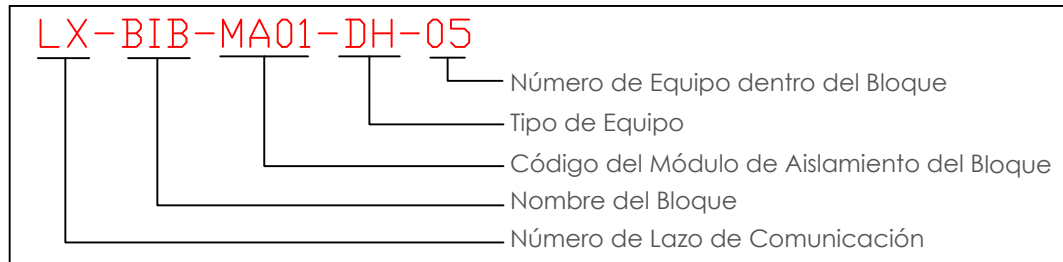 LX-BIB-MA01-DH-05
Número de Equipo dentro del Bloque
Tipo de Equipo
Código del Módulo de Aislamiento del Bloque
Nombre del Bloque
Número de Lazo de Comunicación